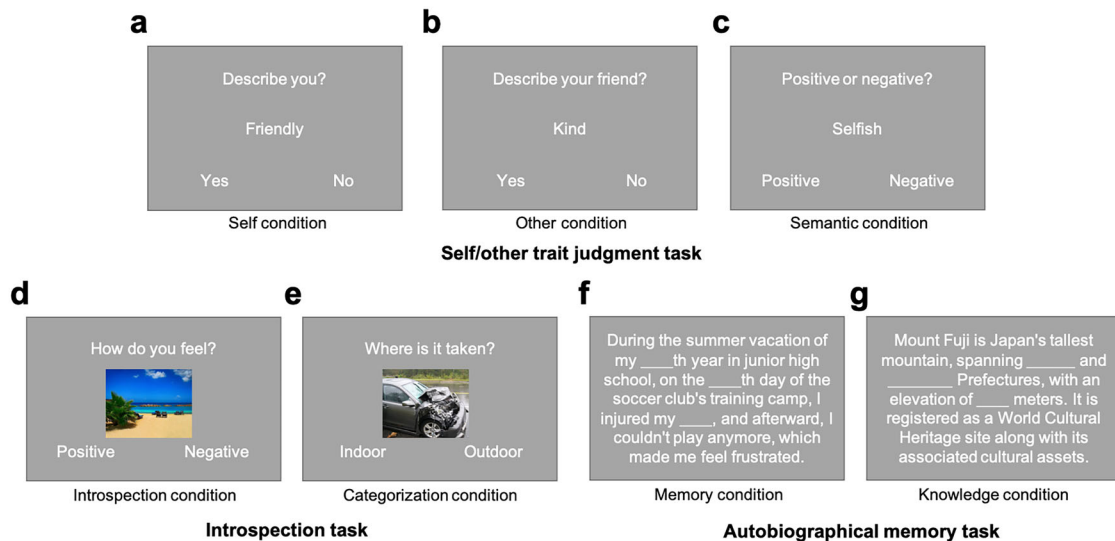 a
Describe you?
Friendly
Yes No
Self condition
b
Describe your friend?
Kind
Yes No
Other condition
c
Positive or negative?
Selfish
Positive Negative
Semantic condition
Self/other trait judgment task
d
How do you feel?
Positive Negative
Introspection condition
e
Where is it taken?
Indoor Outdoor
Categorization condition
Introspection task
f
During the summer vacation of
my ____th year in junior high
school, on the ____th day of the
soccer club's training camp, I
injured my ____, and afterward, I
couldn't play anymore, which
made me feel frustrated.
Memory condition
g
Mount Fuji is Japan's tallest
mountain, spanning ______ and
________ Prefectures, with an
elevation of ____ meters. It is
registered as a World Cultural
Heritage site along with its
associated cultural assets.
Knowledge condition
Autobiographical memory task